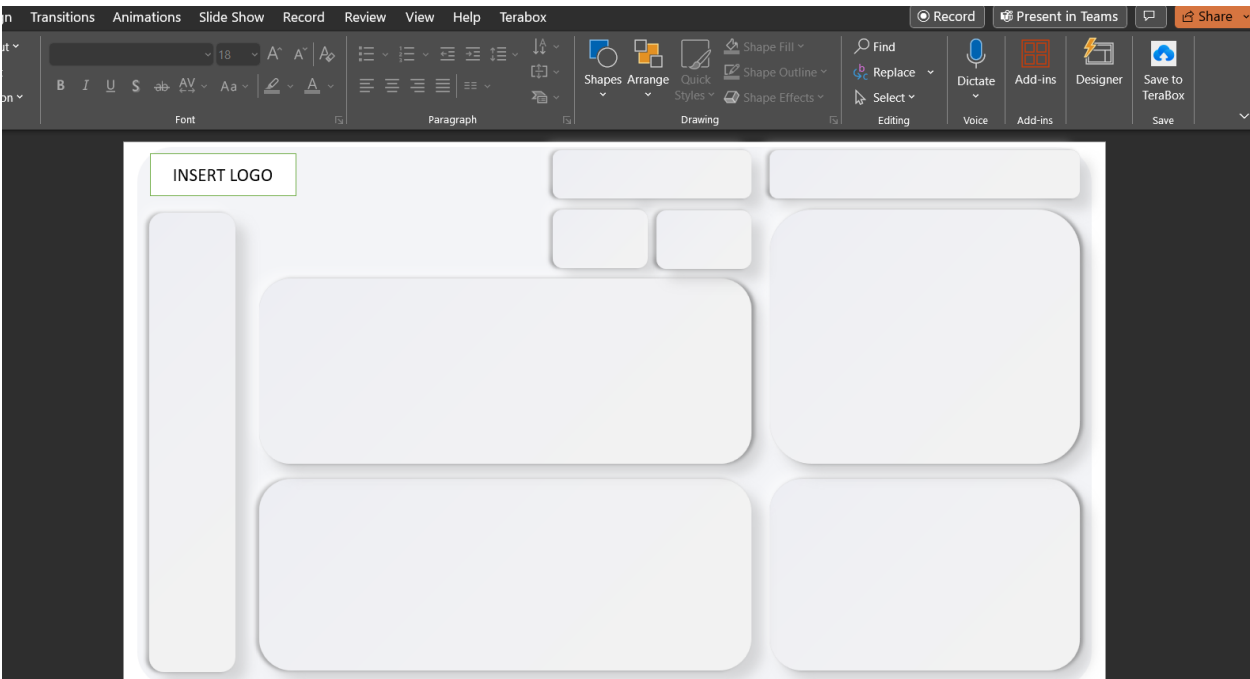 Transitions Animations Slide Show Record Review View Help Terabox
Record Present in Teams Share
18 A A A
B I U S ab AV Aa A
Font
Paragraph
Shapes Arrange Quick Styles
Shape Fill
Shape Outline
Shape Effects
Drawing
Find
Replace
Select
Editing
Dictate
Voice
Add-ins
Add-ins
Designer
Save to
TeraBox
Save
INSERT LOGO